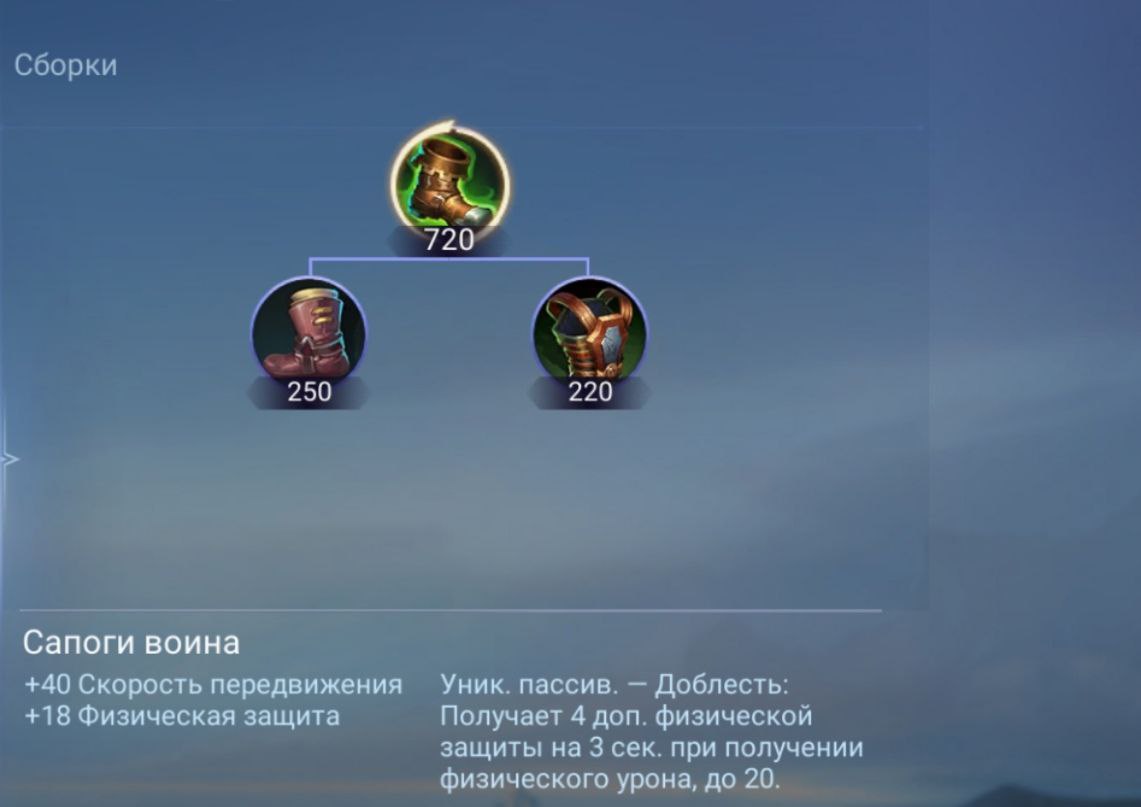 Сборки
720
250
220
Сапоги воина
+40 Скорость передвижения
+18 Физическая защита
Уник. пассив. — Доблесть:
Получает 4 доп. физической
защиты на 3 сек. при получении
физического урона, до 20.